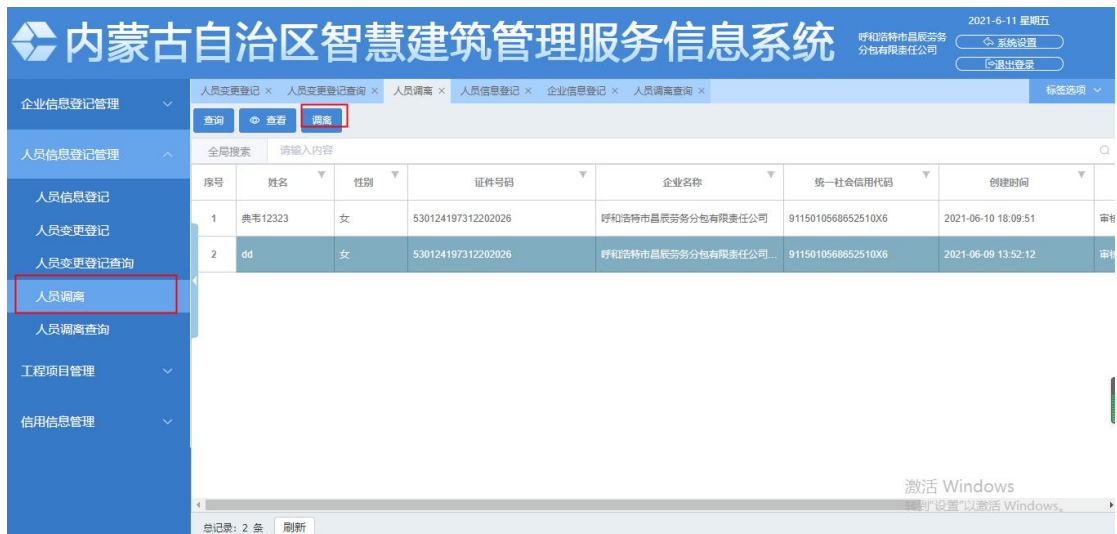 内蒙古自治区智慧建筑管理服务信息系统
呼和浩特市昌辰劳务
分包有限责任公司
2021-6-11 星期五
系统设置
退出登录
企业信息登记管理
人员信息登记管理
人员信息登记
人员变更登记
人员变更登记查询
人员调离
人员调离查询
工程项目管理
信用信息管理
人员变更登记 × 人员变更登记查询 × 人员调离 × 人员信息登记 × 企业信息登记 × 人员调离查询 ×
标签选项
查询 查看 调离
全局搜索 请输入内容
序号 姓名 性别 证件号码 企业名称 统一社会信用代码 创建时间
1 典韦12323 女 530124197312202026 呼和浩特市昌辰劳务分包有限责任公司 9115010568652510X6 2021-06-10 18:09:51 审核
2 dd 女 530124197312202026 呼和浩特市昌辰劳务分包有限责任公司... 9115010568652510X6 2021-06-09 13:52:12 审核
激活 Windows
转到"设置"以激活 Windows。
总记录: 2 条 刷新